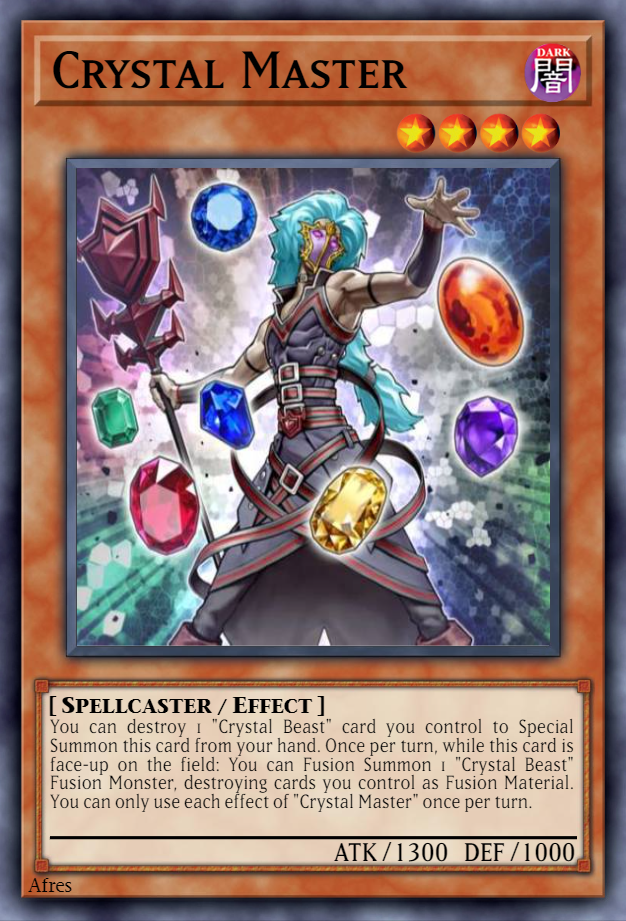 Crystal Master
DARK
闇
[ Spellcaster / Effect ]
You can destroy 1 "Crystal Beast" card you control to Special
Summon this card from your hand. Once per turn, while this card is
face-up on the field: You can Fusion Summon 1 "Crystal Beast"
Fusion Monster, destroying cards you control as Fusion Material.
You can only use each effect of "Crystal Master" once per turn.
ATK/1300 DEF/1000
Afres